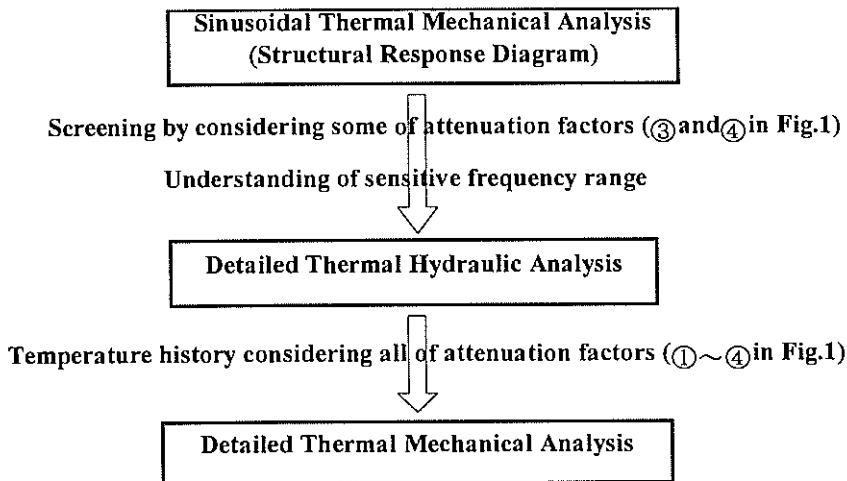 Sinusoidal Thermal Mechanical Analysis
(Structural Response Diagram)
Screening by considering some of attenuation factors (③and④in Fig.1)
Understanding of sensitive frequency range
Detailed Thermal Hydraulic Analysis
Temperature history considering all of attenuation factors (①～④in Fig.1)
Detailed Thermal Mechanical Analysis